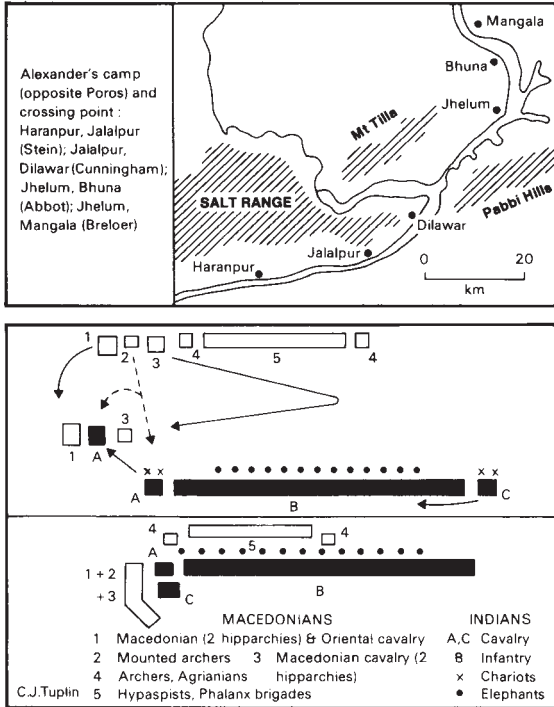 Alexander's camp
(opposite Poros) and
crossing point :
Haranpur, Jalalpur
(Stein); Jalalpur,
Dilawar (Cunningham);
Jhelum, Bhuna
(Abbot); Jhelum,
Mangala (Breloer)
Mangala
Bhuna
Jhelum
Mt Tilla
Pabbi Hills
SALT RANGE
Dilawar
Jalalpur
Haranpur
0 20
km
1 2 3 4 5 4
3
1 A
x x x x
A B C
4 5 4
A
1 + 2
+ 3
C B
MACEDONIANS INDIANS
1 Macedonian (2 hipparchies) & Oriental cavalry A,C Cavalry
2 Mounted archers 3 Macedonian cavalry (2 B Infantry
4 Archers, Agrianians hipparchies) x Chariots
C.J.Tuplin 5 Hypaspists, Phalanx brigades • Elephants